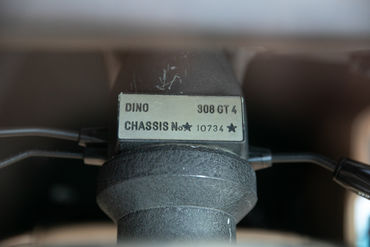 DINO 308 GT 4
CHASSIS No★ 10734 ★